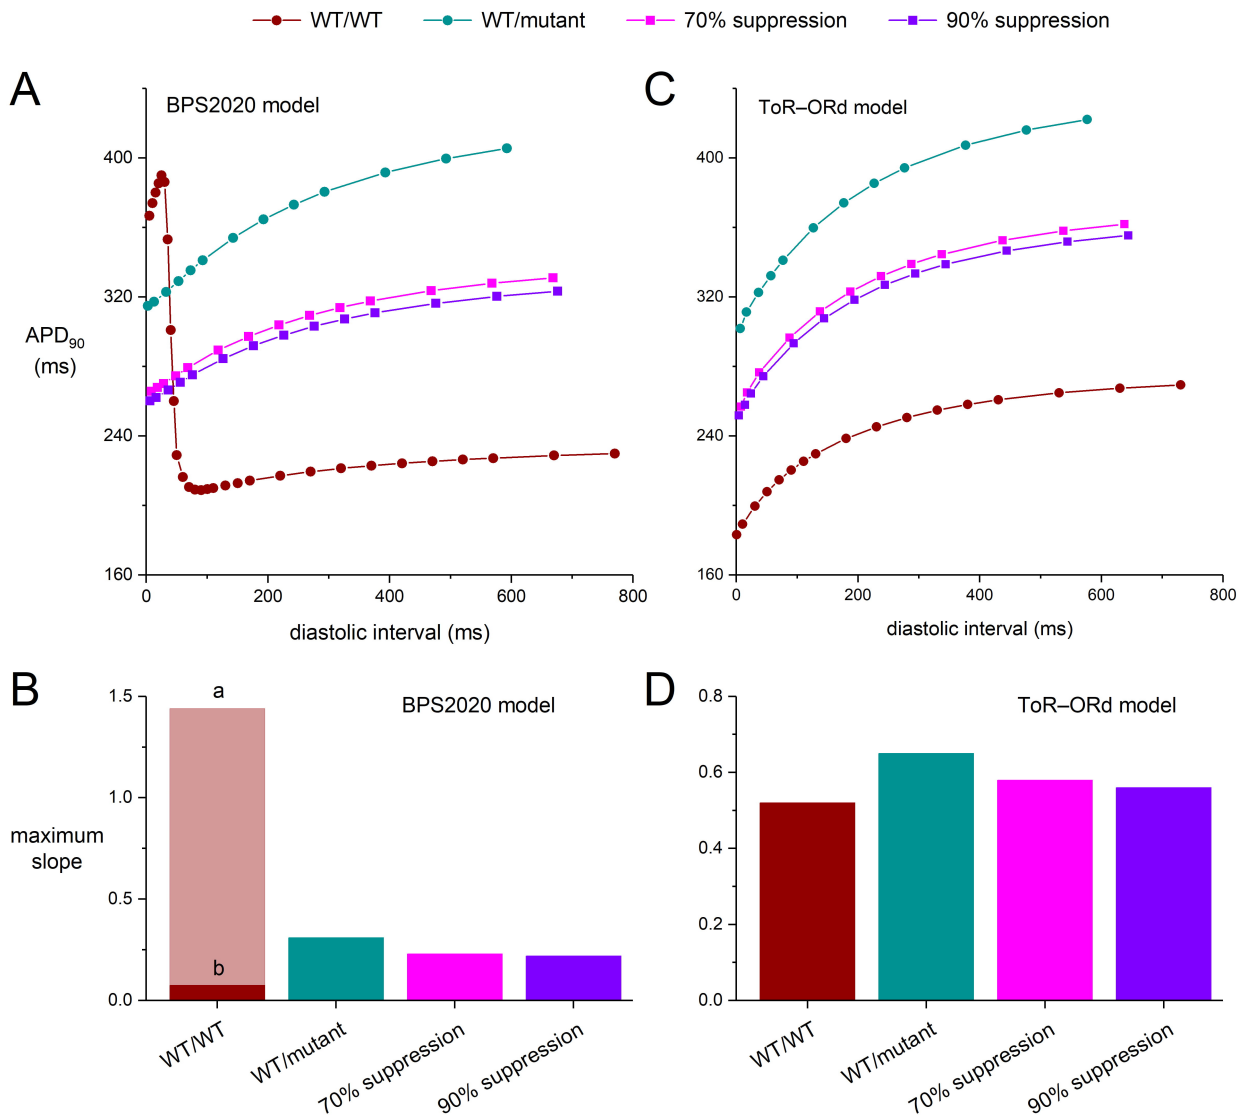 WT/WT WT/mutant 70% suppression 90% suppression
A
BPS2020 model
400
320
APD90
(ms)
240
160
0 200 400 600 800
diastolic interval (ms)
C
ToR–ORd model
400
320
240
160
0 200 400 600 800
diastolic interval (ms)
B
BPS2020 model
1.5
a
1.0
maximum
slope
0.5
b
0.0
WT/WT WT/mutant 70% suppression 90% suppression
D
ToR–ORd model
0.8
0.6
0.4
0.2
0.0
WT/WT WT/mutant 70% suppression 90% suppression